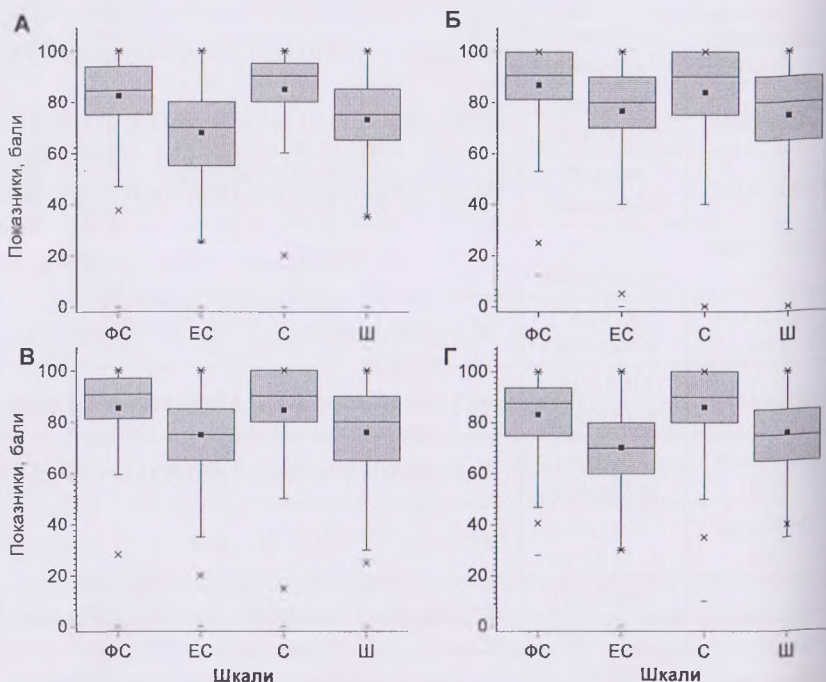 А
Показники, бали
100
80
60
40
20
0
ФС ЕС С Ш
Б
100
80
60
40
20
0
ФС ЕС С Ш
В
Показники, бали
100
80
60
40
20
0
ФС ЕС С Ш
Шкали
Г
100
80
60
40
20
0
ФС ЕС С Ш
Шкали